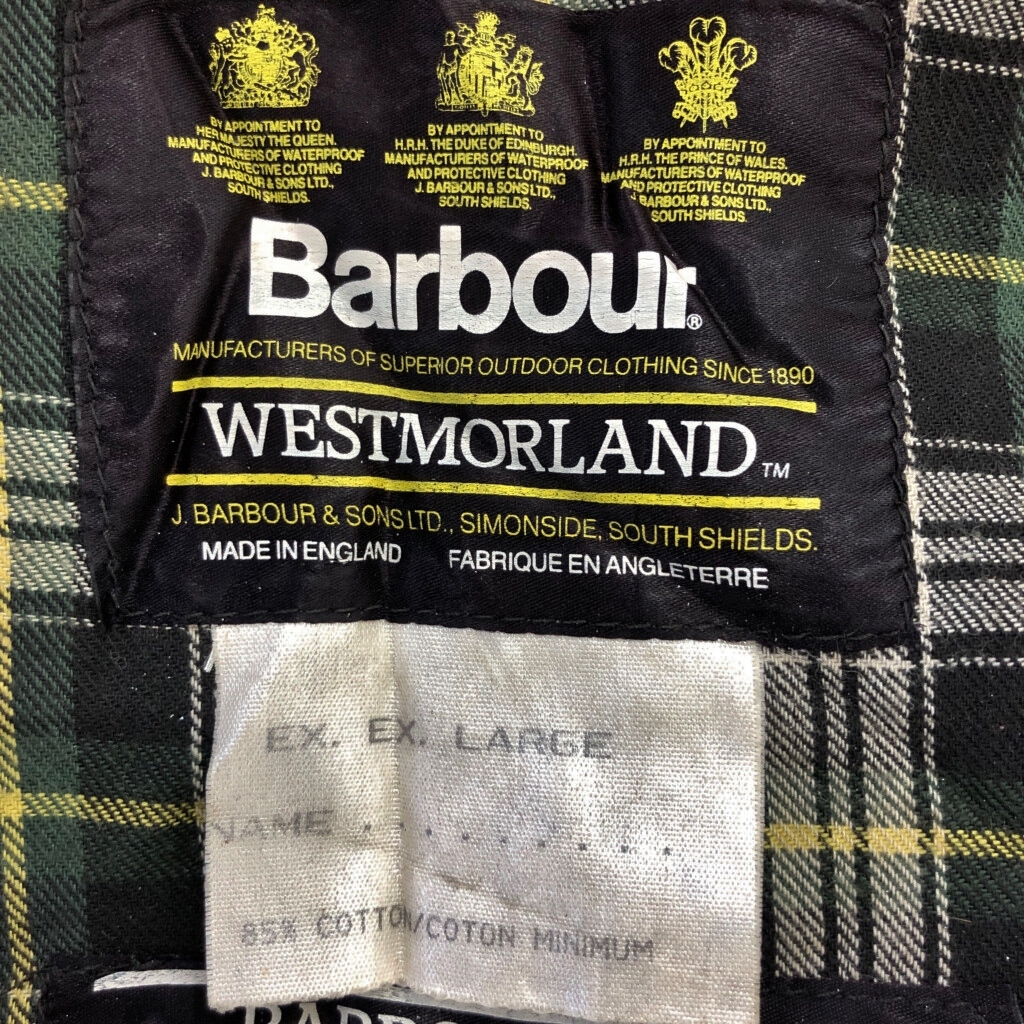 BY APPOINTMENT TO
HER MAJESTY THE QUEEN.
MANUFACTURERS OF WATERPROOF
AND PROTECTIVE CLOTHING
J. BARBOUR & SONS LTD.,
SOUTH SHIELDS.
BY APPOINTMENT TO
H.R.H. THE DUKE OF EDINBURGH.
MANUFACTURERS OF WATERPROOF
AND PROTECTIVE CLOTHING
J. BARBOUR & SONS LTD.,
SOUTH SHIELDS.
BY APPOINTMENT TO
H.R.H. THE PRINCE OF WALES.
MANUFACTURERS OF WATERPROOF
AND PROTECTIVE CLOTHING
J. BARBOUR & SONS LTD.,
SOUTH SHIELDS.
Barbour®
MANUFACTURERS OF SUPERIOR OUTDOOR CLOTHING SINCE 1890
WESTMORLAND™
J. BARBOUR & SONS LTD., SIMONSIDE, SOUTH SHIELDS.
MADE IN ENGLAND FABRIQUE EN ANGLETERRE
EX. EX. LARGE
NAME . . . . . . . . . .
85% COTTON/COTON MINIMUM